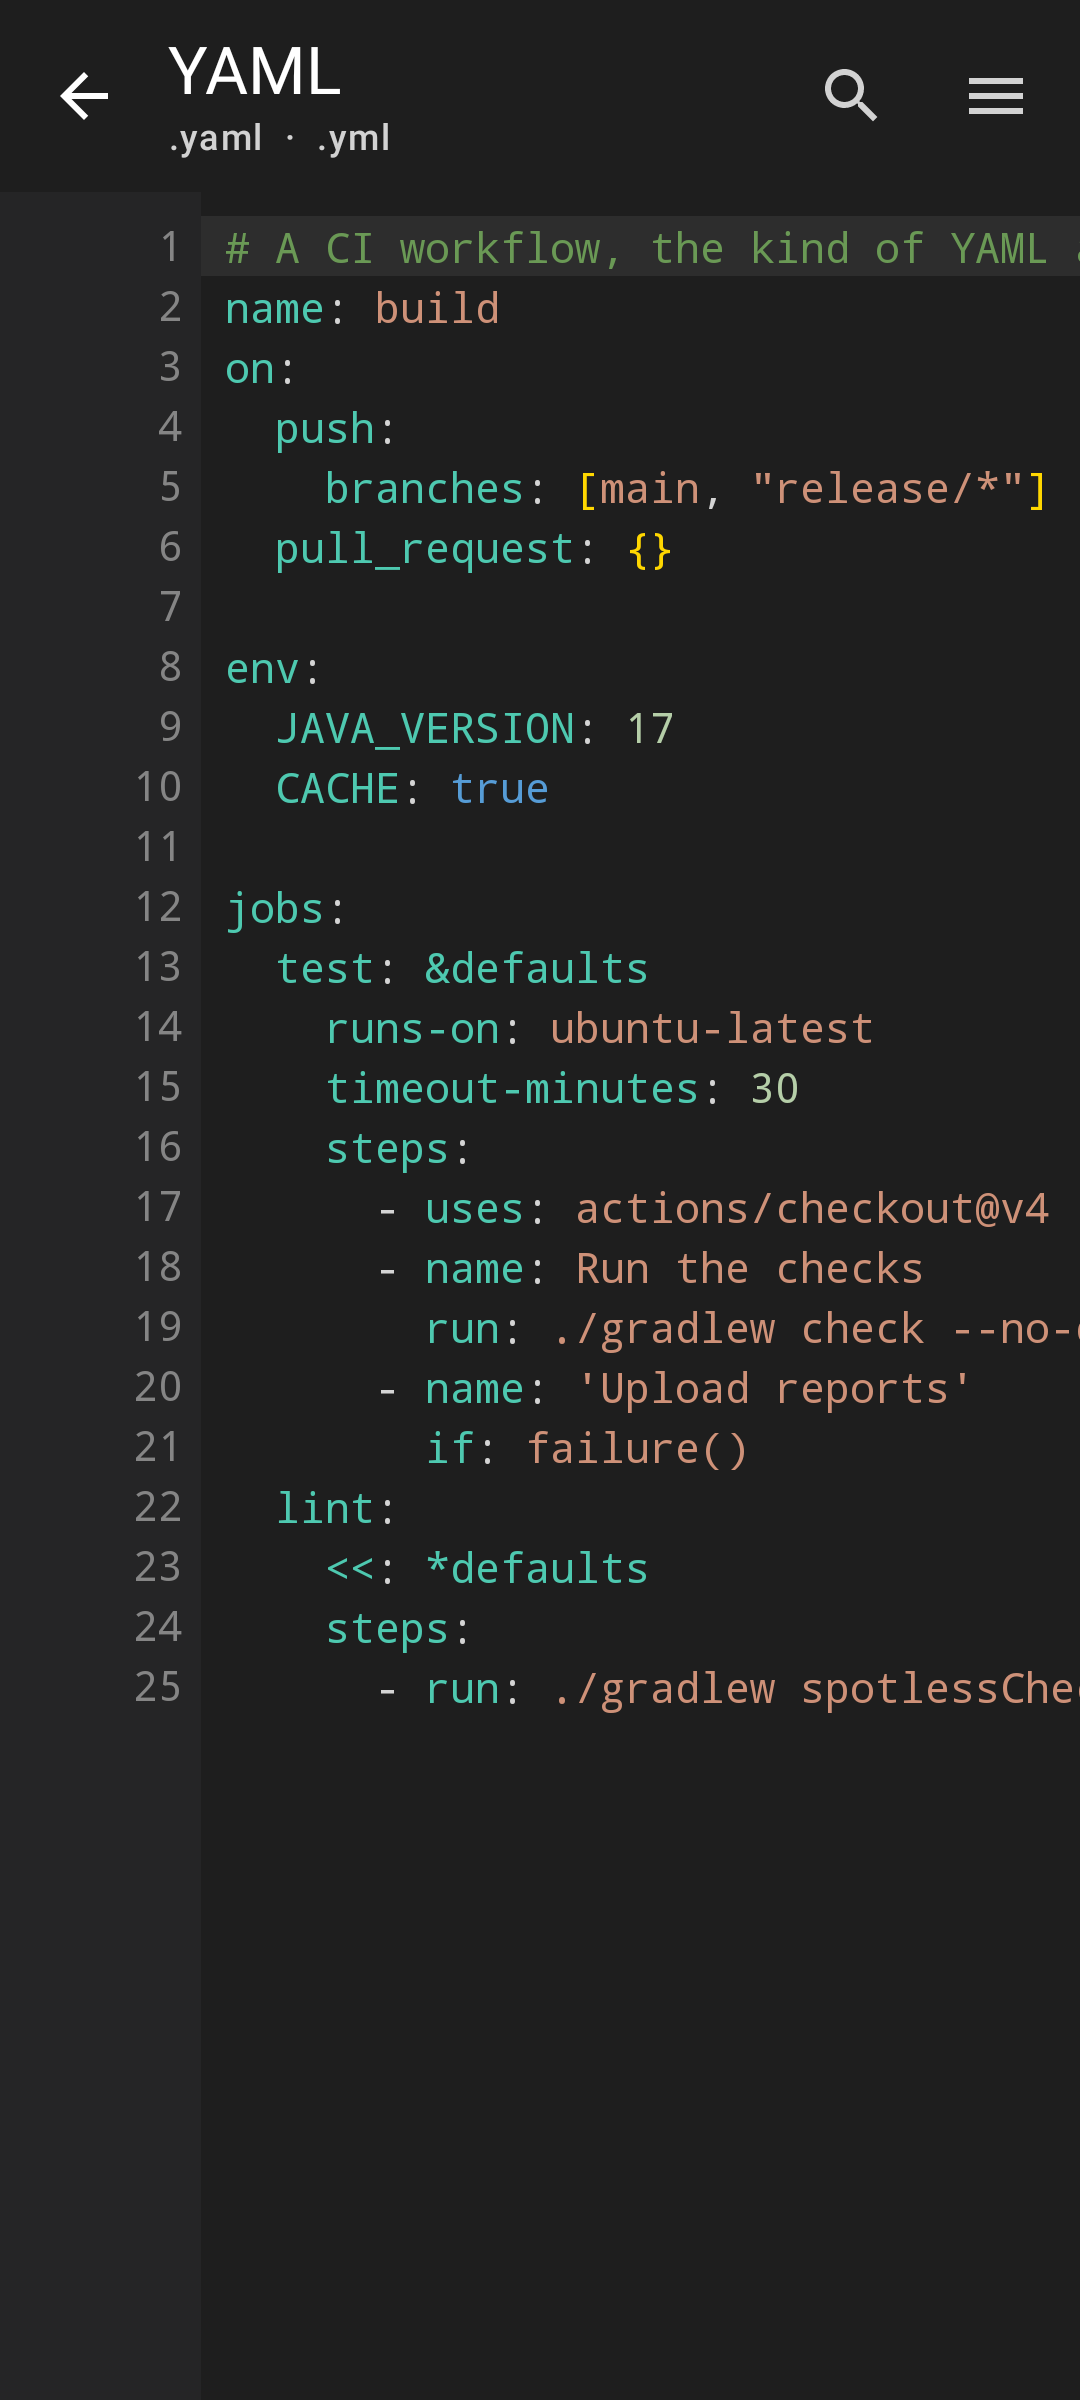 YAML
.yaml · .yml
1 # A CI workflow, the kind of YAML
2 name: build
3 on:
4   push:
5     branches: [main, "release/*"]
6   pull_request: {}
7
8 env:
9   JAVA_VERSION: 17
10   CACHE: true
11
12 jobs:
13   test: &defaults
14     runs-on: ubuntu-latest
15     timeout-minutes: 30
16     steps:
17       - uses: actions/checkout@v4
18       - name: Run the checks
19         run: ./gradlew check --no-
20       - name: 'Upload reports'
21         if: failure()
22   lint:
23     <<: *defaults
24     steps:
25       - run: ./gradlew spotlessChe